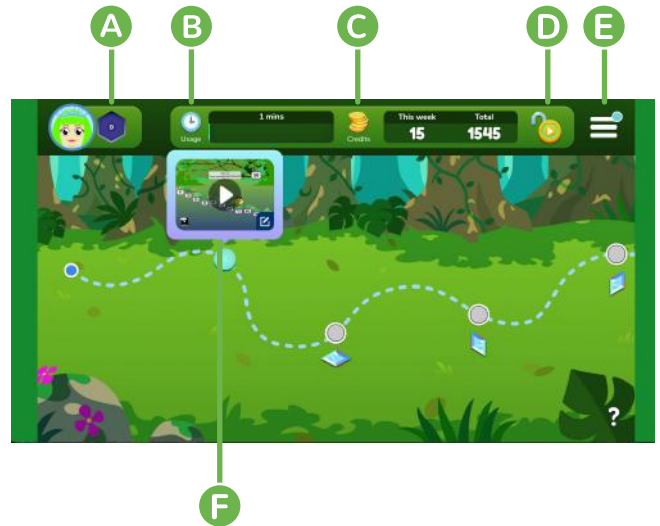 A B C D E
D
1 mins
This week Total
15 1545
Usage
Credits
?
F